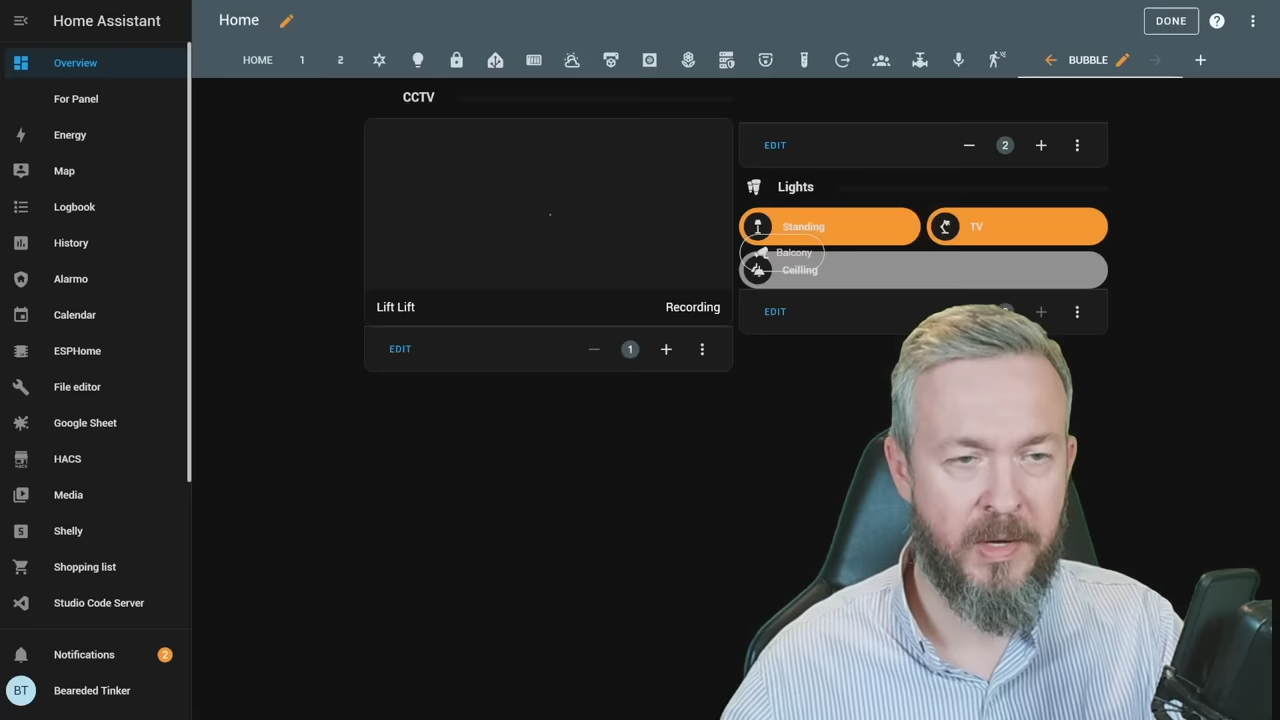 Home Assistant
Overview
For Panel
Energy
Map
Logbook
History
Alarmo
Calendar
ESPHome
File editor
Google Sheet
HACS
HACS
Media
S
Shelly
Shopping list
Studio Code Server
Notifications
2
BT
Beareded Tinker
Home
DONE
HOME
1
2
BUBBLE
CCTV
Lift Lift
Recording
EDIT
1
EDIT
2
Lights
Standing
TV
Balcony
Ceilling
EDIT